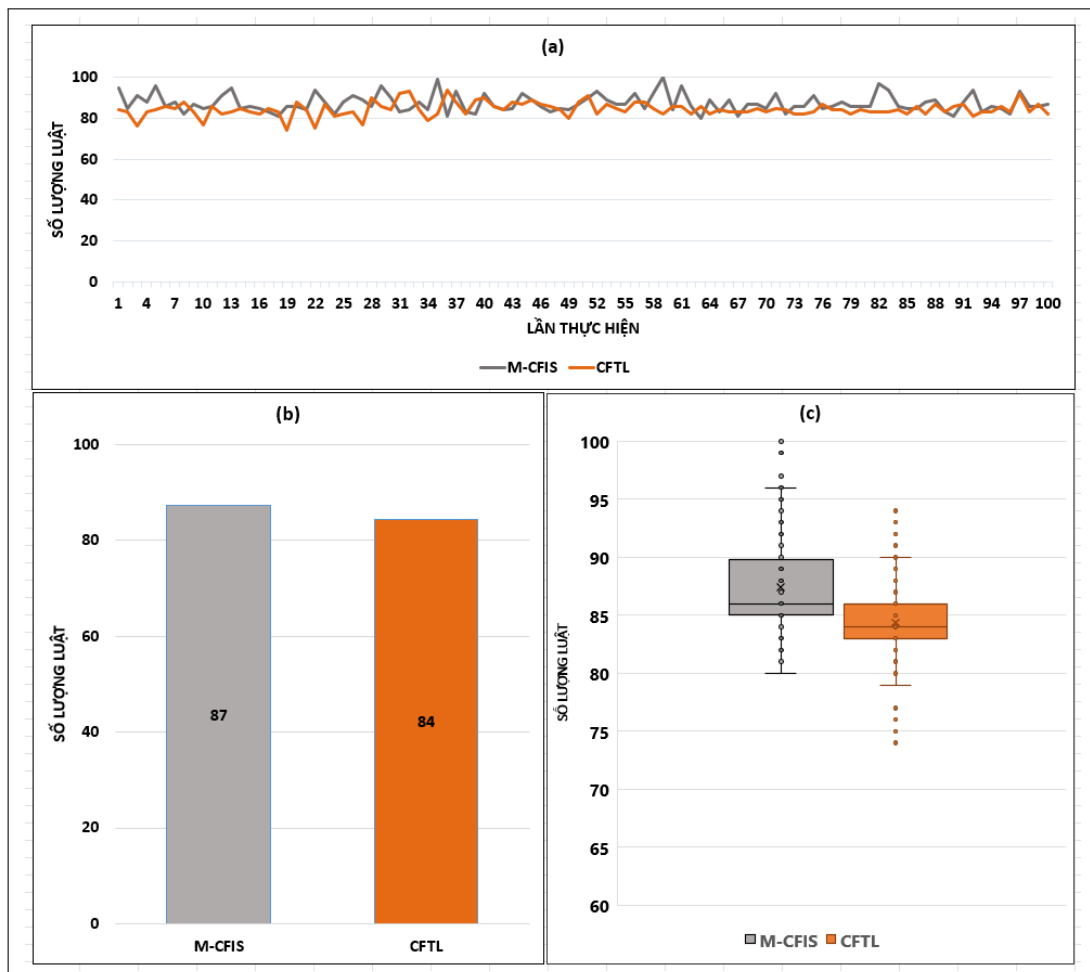 (a)
100
80
60
40
20
0
SỐ LƯỢNG LUẬT
1 4 7 10 13 16 19 22 25 28 31 34 37 40 43 46 49 52 55 58 61 64 67 70 73 76 79 82 85 88 91 94 97 100
LẦN THỰC HIỆN
M-CFIS CFTL
(b)
100
80
60
40
20
0
SỐ LƯỢNG LUẬT
87
84
M-CFIS CFTL
(c)
100
95
90
85
80
75
70
65
60
SỐ LƯỢNG LUẬT
M-CFIS CFTL